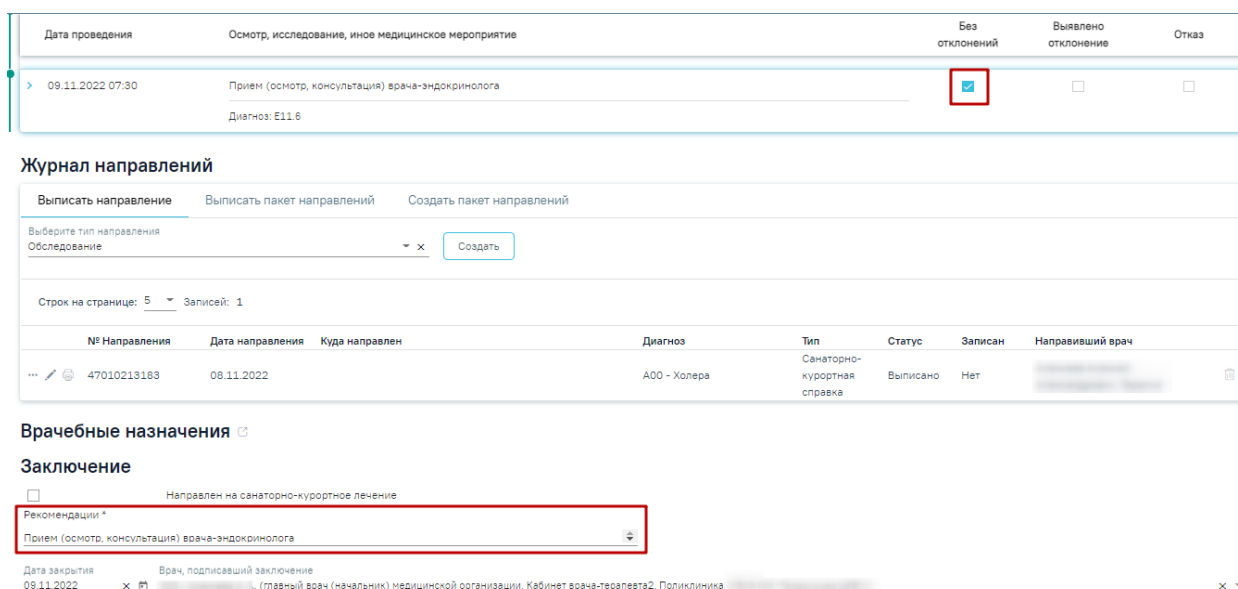 Дата проведения Осмотр, исследование, иное медицинское мероприятие Без отклонений Выявлено отклонение Отказ
09.11.2022 07:30 Прием (осмотр, консультация) врача-эндокринолога
Диагноз: E11.6
Журнал направлений
Выписать направление Выписать пакет направлений Создать пакет направлений
Выберите тип направления
Обследование Создать
Строк на странице: 5 Записей: 1
№ Направления Дата направления Куда направлен Диагноз Тип Статус Записан Направивший врач
47010213183 08.11.2022 A00 - Холера Санаторно-курортная справка Выписано Нет
Врачебные назначения
Заключение
Направлен на санаторно-курортное лечение
Рекомендации *
Прием (осмотр, консультация) врача-эндокринолога
Дата закрытия Врач, подписавший заключение
09.11.2022 (главный врач (начальник) медицинской организации, Кабинет врача-терапевта2, Поликлиника